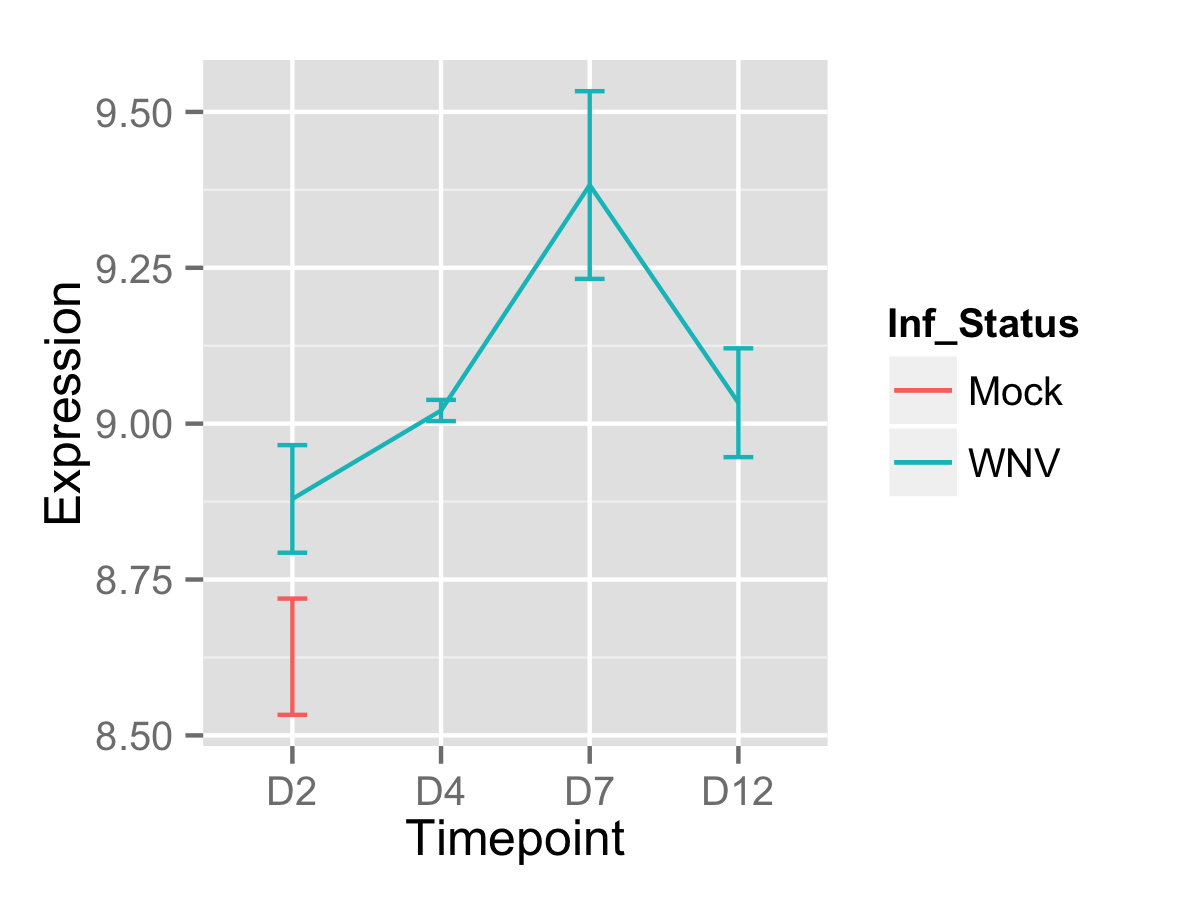 9.50
9.25
9.00
8.75
8.50
Expression
D2 D4 D7 D12
Timepoint
Inf_Status
Mock
WNV